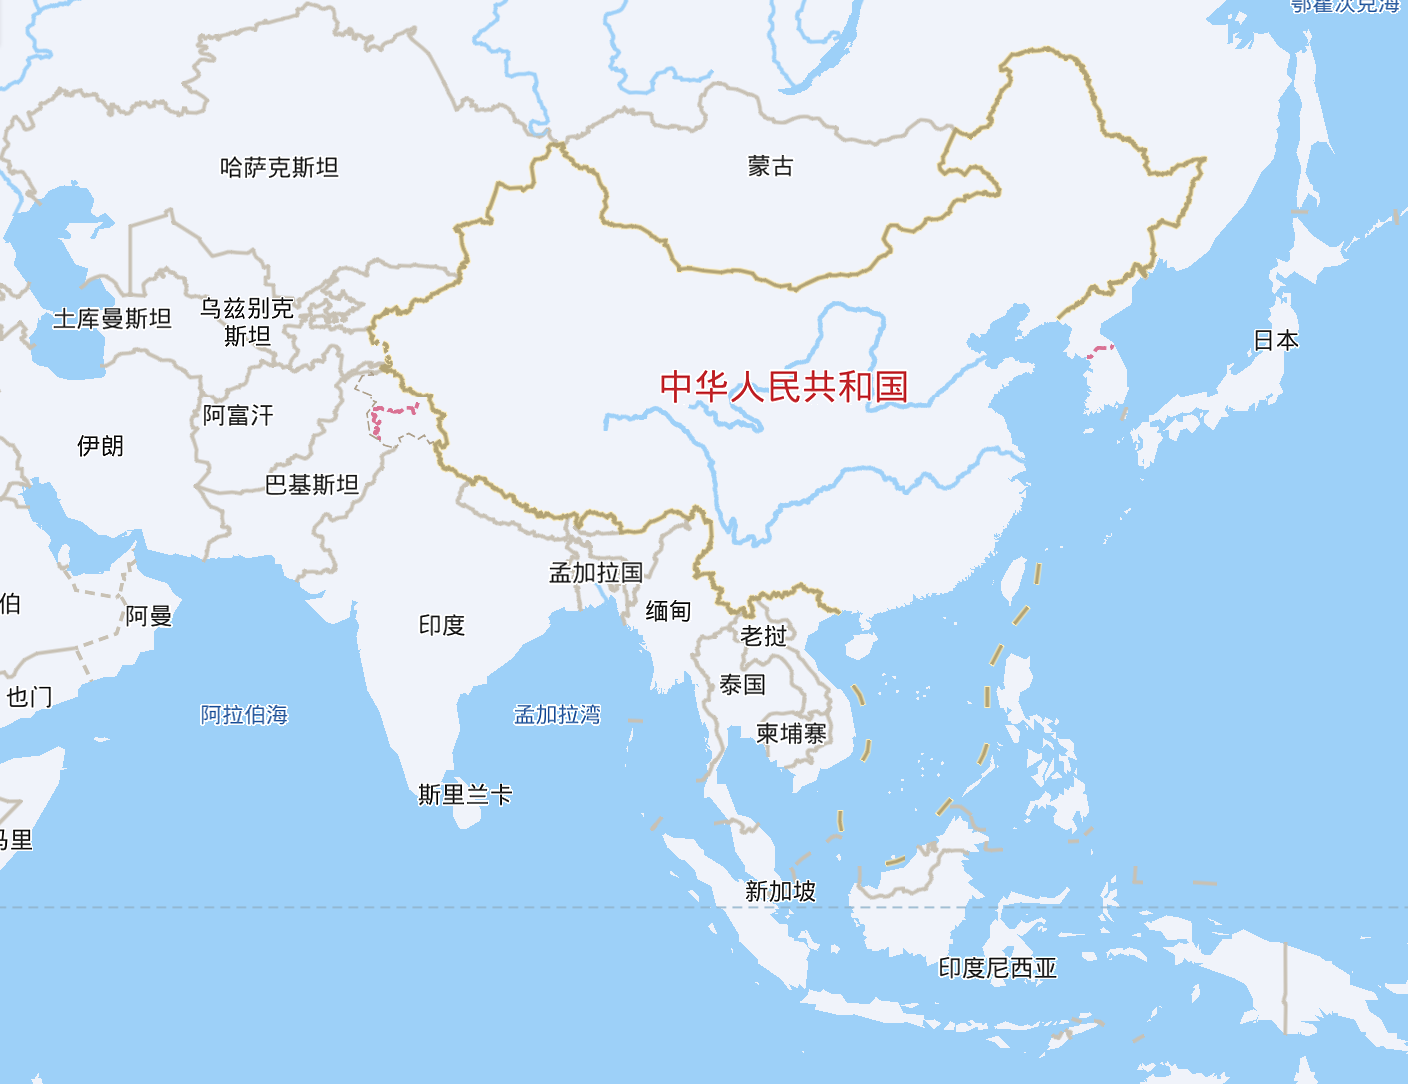 鄂霍次克海
哈萨克斯坦
蒙古
乌兹别克
斯坦
土库曼斯坦
日本
中华人民共和国
阿富汗
伊朗
巴基斯坦
孟加拉国
伯
阿曼
缅甸
印度
老挝
泰国
也门
阿拉伯海
孟加拉湾
柬埔寨
斯里兰卡
马里
新加坡
印度尼西亚